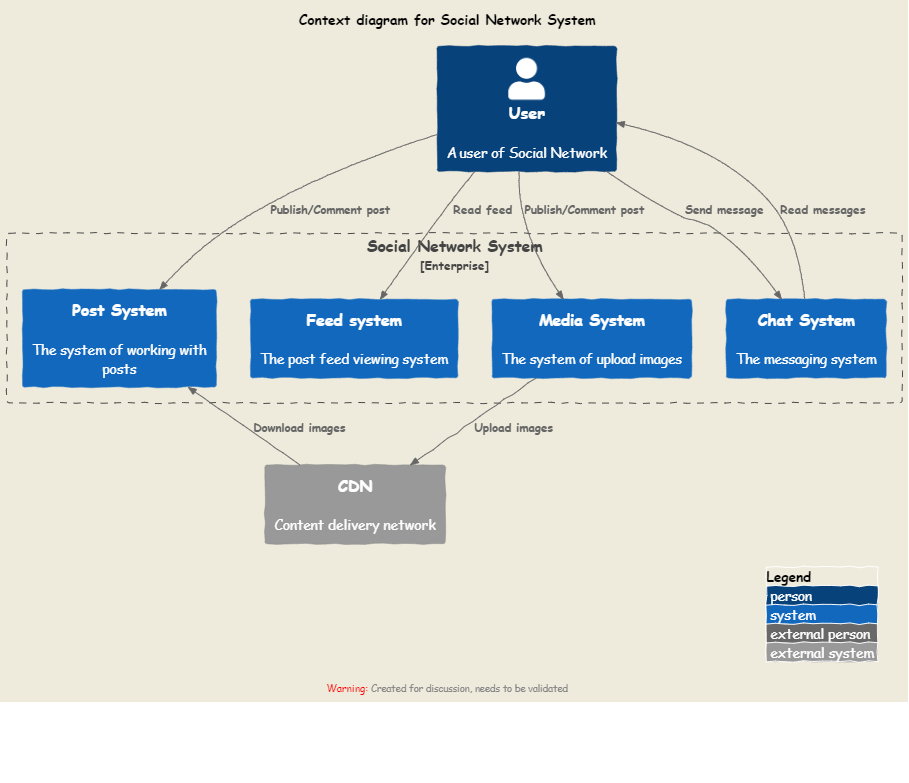 Context diagram for Social Network System
User
A user of Social Network
Publish/Comment post
Read feed
Publish/Comment post
Send message
Read messages
Social Network System
[Enterprise]
Post System
The system of working with
posts
Feed system
The post feed viewing system
Media System
The system of upload images
Chat System
The messaging system
Download images
Upload images
CDN
Content delivery network
Legend
person
system
external person
external system
Warning: Created for discussion, needs to be validated